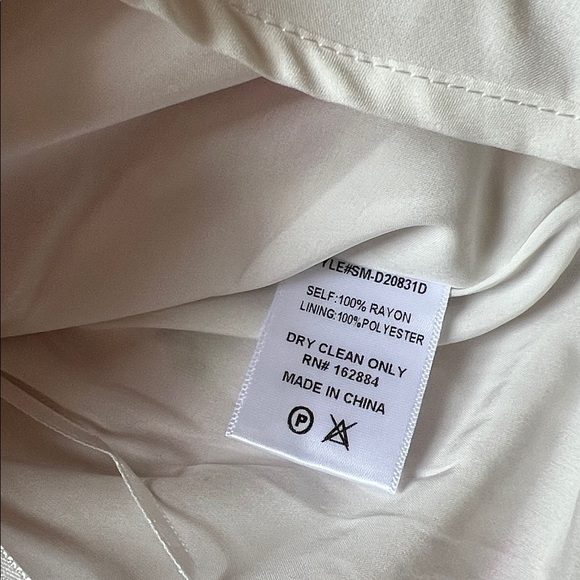 YLE#SM-D20831D
SELF:100% RAYON
LINING:100%POLYESTER
DRY CLEAN ONLY
RN# 162884
MADE IN CHINA
P